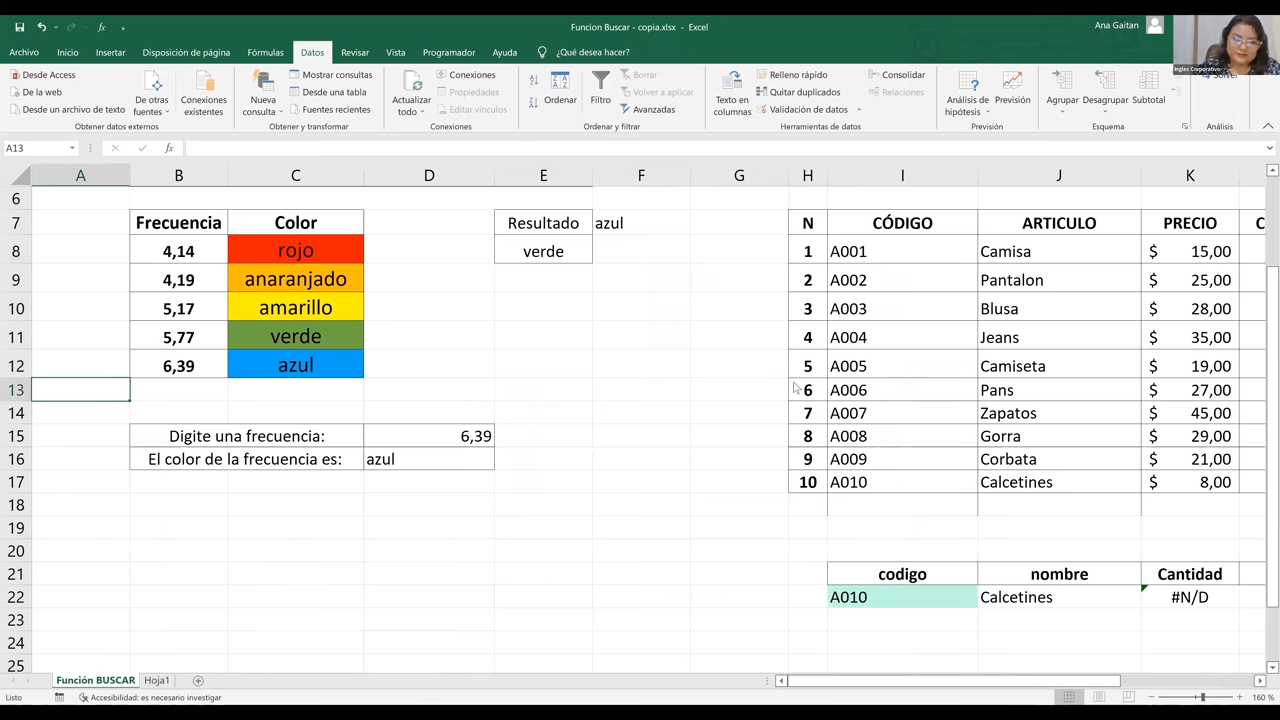 Funcion Buscar - copia.xlsx - Excel
Ana Gaitan
Archivo Inicio Insertar Disposición de página Fórmulas Datos Revisar Vista Programador Ayuda ¿Qué desea hacer?
Ingles Corporativo
Desde Access
De la web
Desde un archivo de texto
De otras fuentes
Conexiones existentes
Obtener datos externos
Nueva consulta
Mostrar consultas
Desde una tabla
Fuentes recientes
Obtener y transformar
Actualizar todo
Conexiones
Propiedades
Editar vínculos
Conexiones
Ordenar
Filtro
Borrar
Volver a aplicar
Avanzadas
Ordenar y filtrar
Texto en columnas
Relleno rápido
Quitar duplicados
Validación de datos
Consolidar
Relaciones
Herramientas de datos
Análisis de hipótesis
Previsión
Previsión
Agrupar
Desagrupar
Subtotal
Esquema
Solver
Análisis
A13 fx
A B C D E F G H I J K
6
7 Frecuencia Color Resultado azul N CÓDIGO ARTICULO PRECIO C
8 4,14 rojo verde 1 A001 Camisa $ 15,00
9 4,19 anaranjado 2 A002 Pantalon $ 25,00
10 5,17 amarillo 3 A003 Blusa $ 28,00
11 5,77 verde 4 A004 Jeans $ 35,00
12 6,39 azul 5 A005 Camiseta $ 19,00
13 6 A006 Pans $ 27,00
14 7 A007 Zapatos $ 45,00
15 Digite una frecuencia: 6,39 8 A008 Gorra $ 29,00
16 El color de la frecuencia es: azul 9 A009 Corbata $ 21,00
17 10 A010 Calcetines $ 8,00
18
19
20
21 codigo nombre Cantidad
22 A010 Calcetines #N/D
23
24
25
Función BUSCAR Hoja1
Listo Accesibilidad: es necesario investigar 160 %